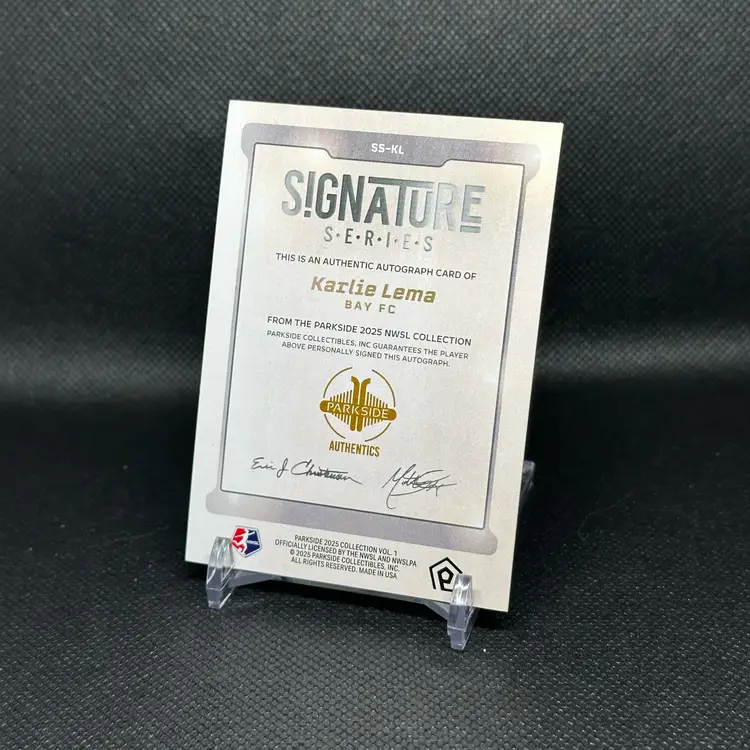 SS-KL
SIGNATURE
S·E·R·I·E·S
THIS IS AN AUTHENTIC AUTOGRAPH CARD OF
Karlie Lema
BAY FC
FROM THE PARKSIDE 2025 NWSL COLLECTION
PARKSIDE COLLECTIBLES, INC GUARANTEES THE PLAYER
ABOVE PERSONALLY SIGNED THIS AUTOGRAPH.
PARKSIDE
AUTHENTICS
Eric J. Christensen
PARKSIDE 2025 COLLECTION VOL. 1
OFFICIALLY LICENSED BY THE NWSL AND NWSLPA
© 2025 PARKSIDE COLLECTIBLES, INC.
ALL RIGHTS RESERVED. MADE IN USA